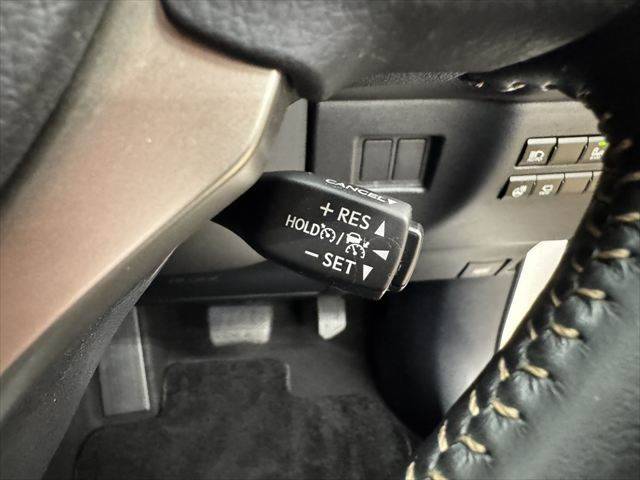 CANCEL
+ RES
HOLD /
− SET